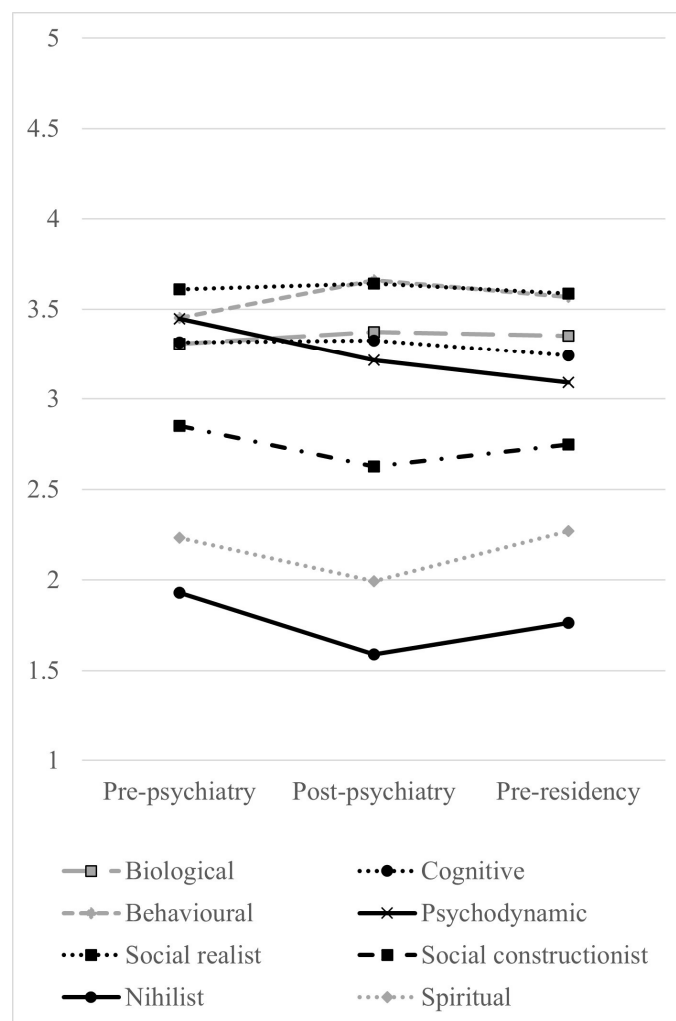 5
4.5
4
3.5
3
2.5
2
1.5
1
Pre-psychiatry Post-psychiatry Pre-residency
Biological Cognitive
Behavioural Psychodynamic
Social realist Social constructionist
Nihilist Spiritual